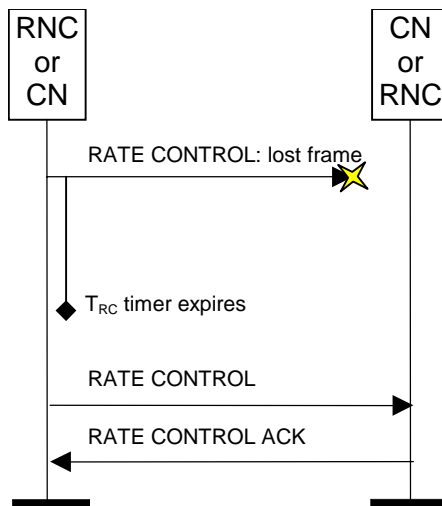 RNC
or
CN
CN
or
RNC
RATE CONTROL: lost frame
TRC timer expires
RATE CONTROL
RATE CONTROL ACK